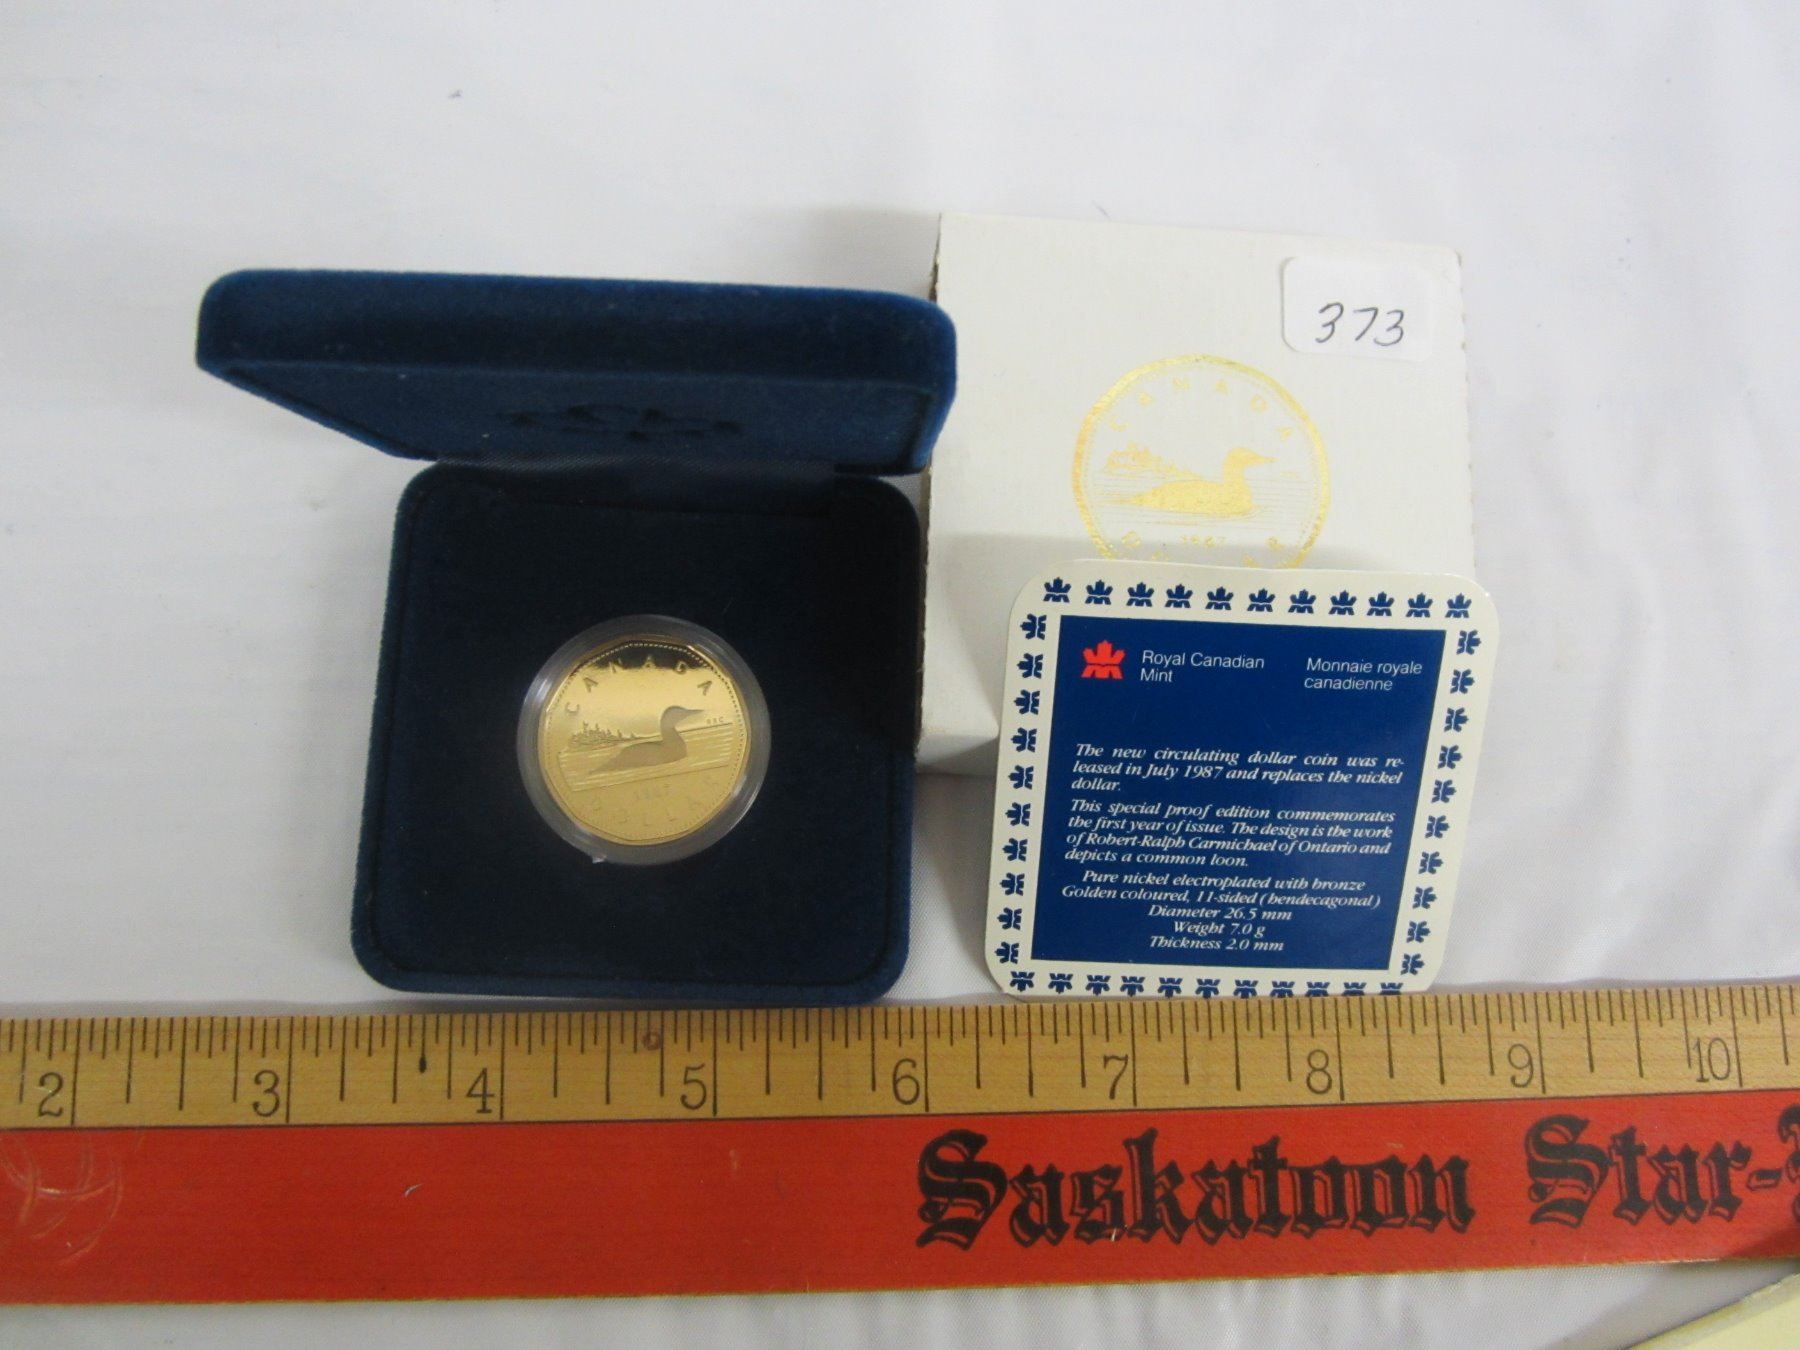 373
CANADA
1987
DOLLAR
CANADA
RRC
1987
DOLLAR
Royal Canadian
Mint
Monnaie royale
canadienne
The new circulating dollar coin was re-
leased in July 1987 and replaces the nickel
dollar.
This special proof edition commemorates
the first year of issue. The design is the work
of Robert-Ralph Carmichael of Ontario and
depicts a common loon.
Pure nickel electroplated with bronze
Golden coloured, 11-sided (hendecagonal)
Diameter 26.5 mm
Weight 7.0 g
Thickness 2.0 mm
2 3 4 5 6 7 8 9 10
Saskatoon Star-